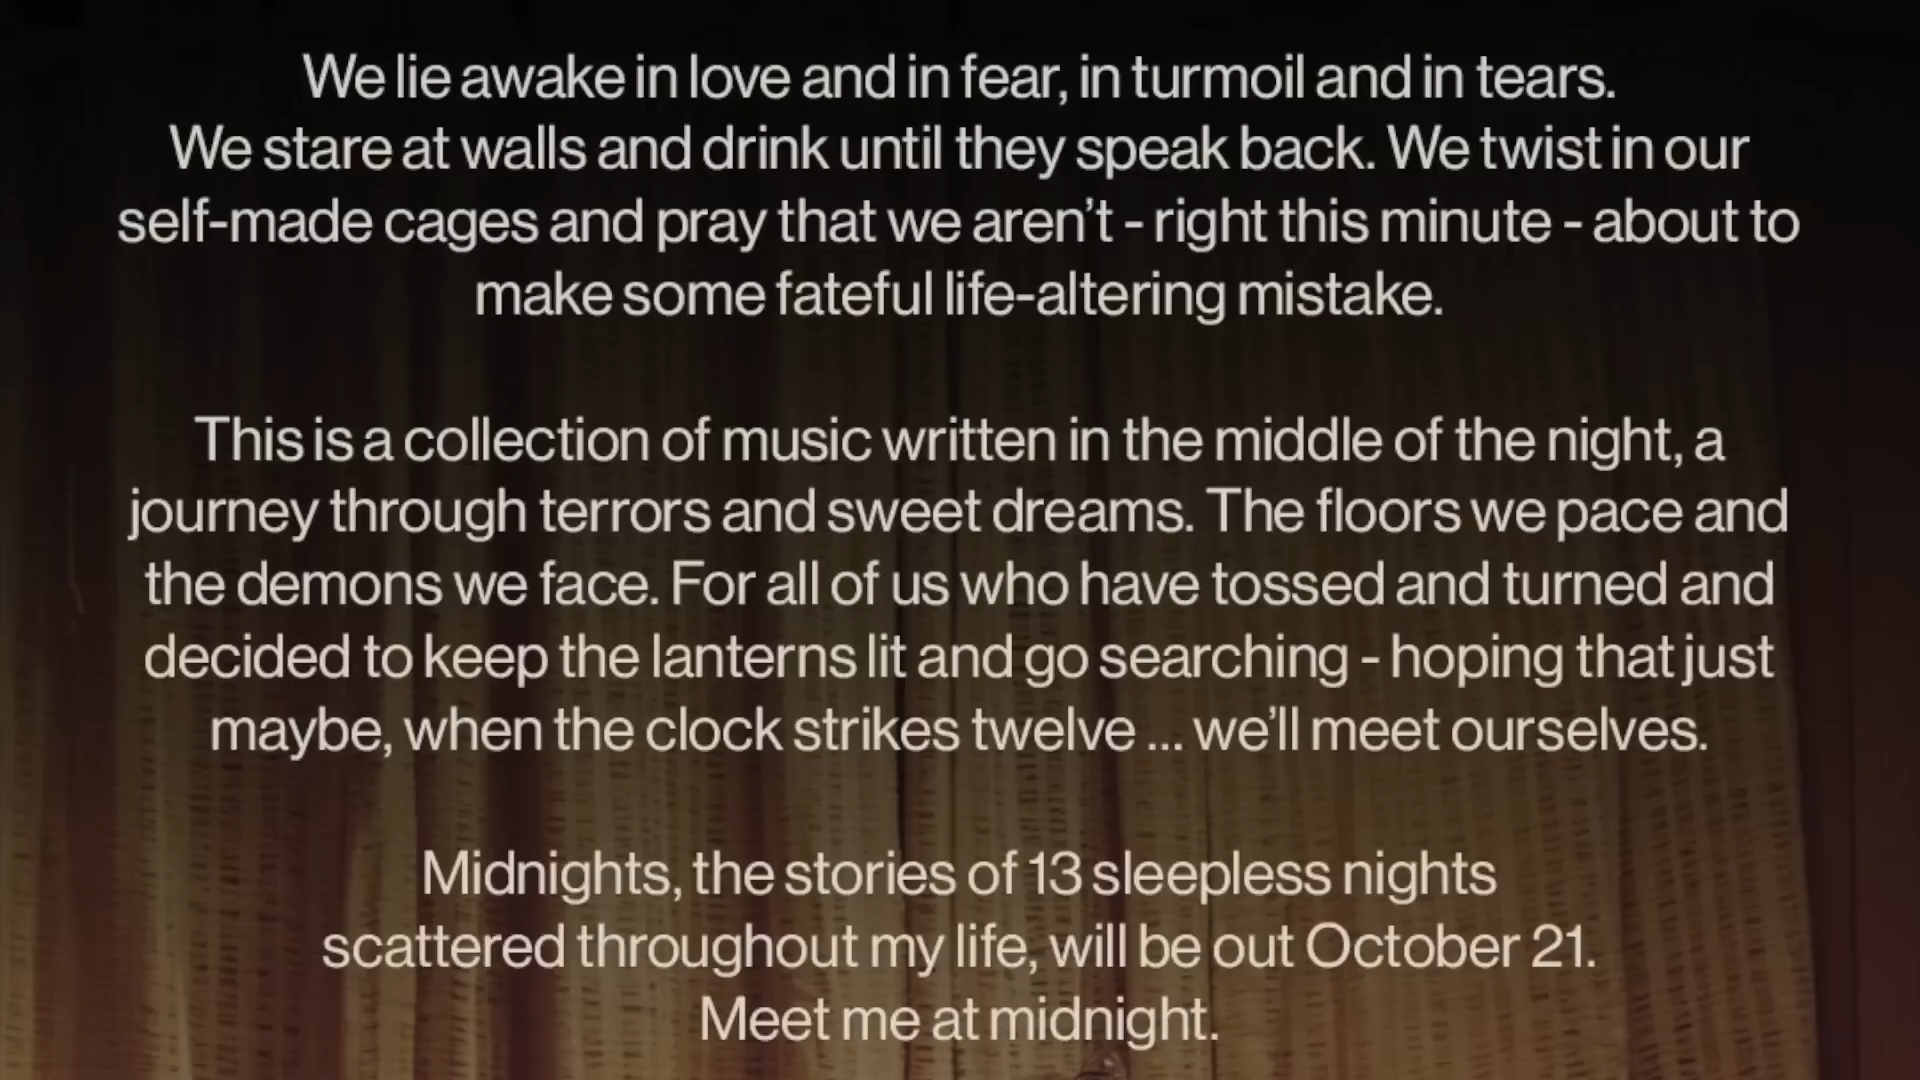 We lie awake in love and in fear, in turmoil and in tears.
We stare at walls and drink until they speak back. We twist in our
self-made cages and pray that we aren’t - right this minute - about to
make some fateful life-altering mistake.
This is a collection of music written in the middle of the night, a
journey through terrors and sweet dreams. The floors we pace and
the demons we face. For all of us who have tossed and turned and
decided to keep the lanterns lit and go searching - hoping that just
maybe, when the clock strikes twelve ... we’ll meet ourselves.
Midnights, the stories of 13 sleepless nights
scattered throughout my life, will be out October 21.
Meet me at midnight.